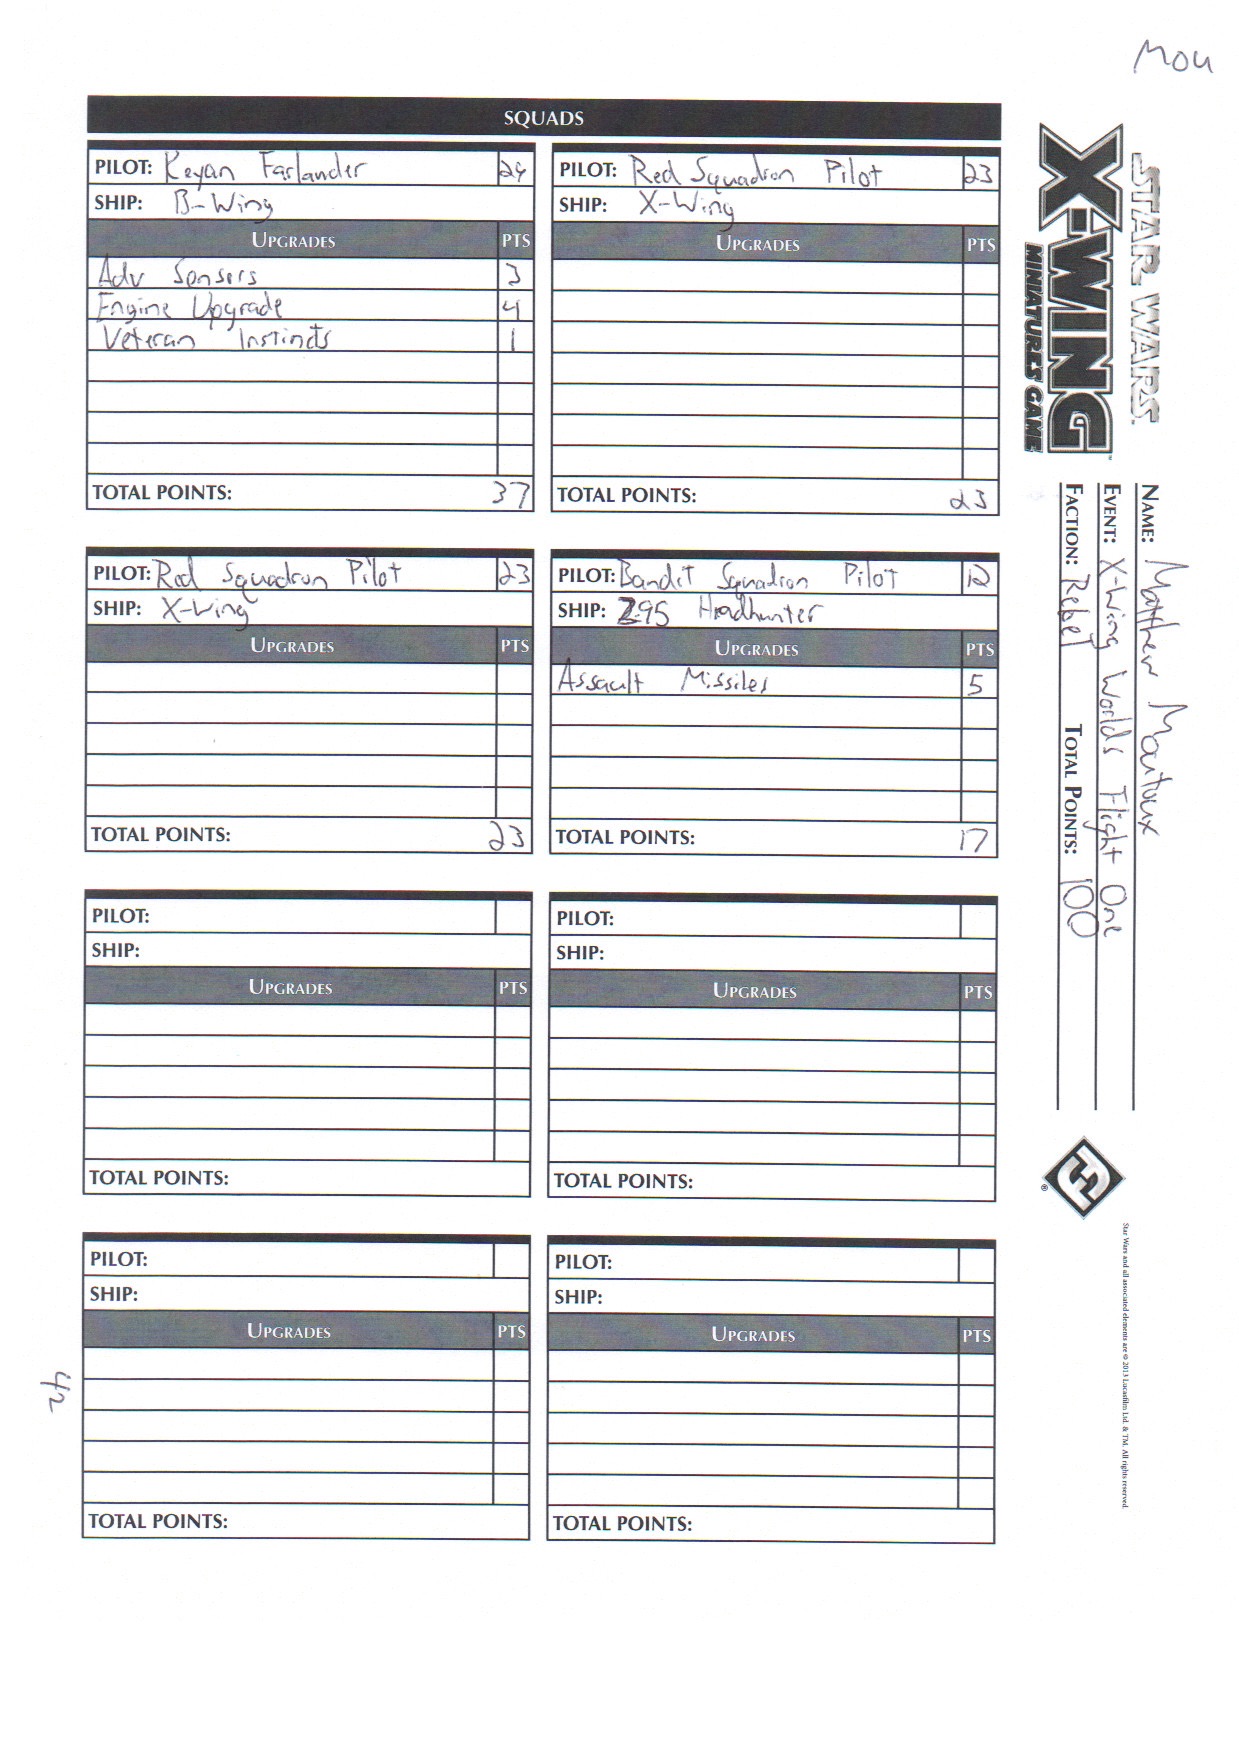 Mou
SQUADS
PILOT: Keyan Farlander 29
SHIP: B-Wing
UPGRADES PTS
Adv Sensors 3
Engine Upgrade 4
Veteran Instincts 1
TOTAL POINTS: 37
PILOT: Red Squadron Pilot 23
SHIP: X-Wing
UPGRADES PTS
TOTAL POINTS: 23
PILOT: Red Squadron Pilot 23
SHIP: X-Wing
UPGRADES PTS
TOTAL POINTS: 23
PILOT: Bandit Squadron Pilot 12
SHIP: Z95 Headhunter
UPGRADES PTS
Assault Missiles 5
TOTAL POINTS: 17
PILOT:
SHIP:
UPGRADES PTS
TOTAL POINTS:
PILOT:
SHIP:
UPGRADES PTS
TOTAL POINTS:
PILOT:
SHIP:
UPGRADES PTS
TOTAL POINTS:
PILOT:
SHIP:
UPGRADES PTS
TOTAL POINTS:
STAR WARS
X-WING
MINIATURES GAME
NAME: Matthew Moutoux
EVENT: X-Wing Worlds Flight One
FACTION: Rebel TOTAL POINTS: 100
Star Wars and all associated elements are © 2013 Lucasfilm Ltd. & TM. All rights reserved
42